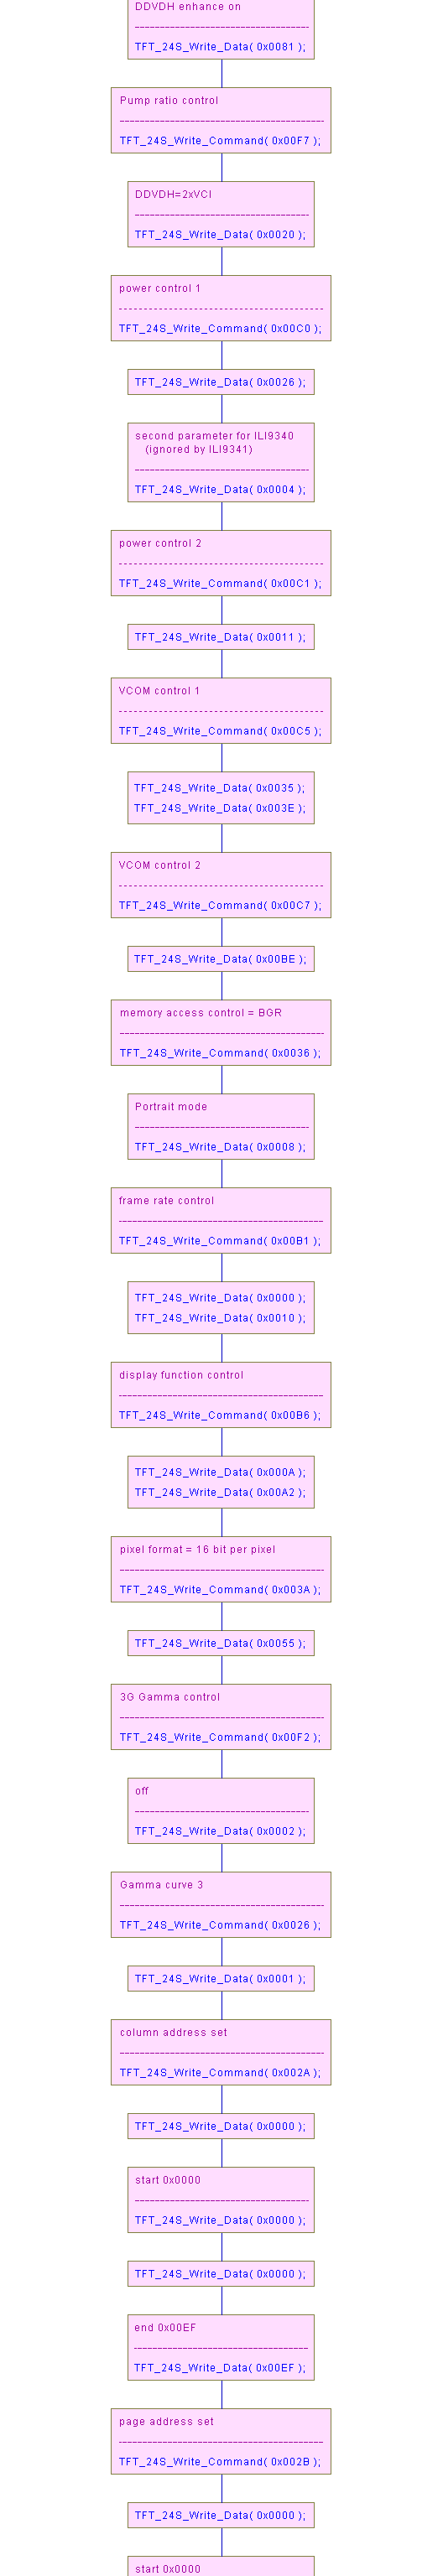 DDVDH enhance on
TFT_24S_Write_Data( 0x0081 );
Pump ratio control
TFT_24S_Write_Command( 0x00F7 );
DDVDH=2xVCI
TFT_24S_Write_Data( 0x0020 );
power control 1
TFT_24S_Write_Command( 0x00C0 );
TFT_24S_Write_Data( 0x0026 );
second parameter for ILI9340
(ignored by ILI9341)
TFT_24S_Write_Data( 0x0004 );
power control 2
TFT_24S_Write_Command( 0x00C1 );
TFT_24S_Write_Data( 0x0011 );
VCOM control 1
TFT_24S_Write_Command( 0x00C5 );
TFT_24S_Write_Data( 0x0035 );
TFT_24S_Write_Data( 0x003E );
VCOM control 2
TFT_24S_Write_Command( 0x00C7 );
TFT_24S_Write_Data( 0x00BE );
memory access control = BGR
TFT_24S_Write_Command( 0x0036 );
Portrait mode
TFT_24S_Write_Data( 0x0008 );
frame rate control
TFT_24S_Write_Command( 0x00B1 );
TFT_24S_Write_Data( 0x0000 );
TFT_24S_Write_Data( 0x0010 );
display function control
TFT_24S_Write_Command( 0x00B6 );
TFT_24S_Write_Data( 0x000A );
TFT_24S_Write_Data( 0x00A2 );
pixel format = 16 bit per pixel
TFT_24S_Write_Command( 0x003A );
TFT_24S_Write_Data( 0x0055 );
3G Gamma control
TFT_24S_Write_Command( 0x00F2 );
off
TFT_24S_Write_Data( 0x0002 );
Gamma curve 3
TFT_24S_Write_Command( 0x0026 );
TFT_24S_Write_Data( 0x0001 );
column address set
TFT_24S_Write_Command( 0x002A );
TFT_24S_Write_Data( 0x0000 );
start 0x0000
TFT_24S_Write_Data( 0x0000 );
TFT_24S_Write_Data( 0x0000 );
end 0x00EF
TFT_24S_Write_Data( 0x00EF );
page address set
TFT_24S_Write_Command( 0x002B );
TFT_24S_Write_Data( 0x0000 );
start 0x0000